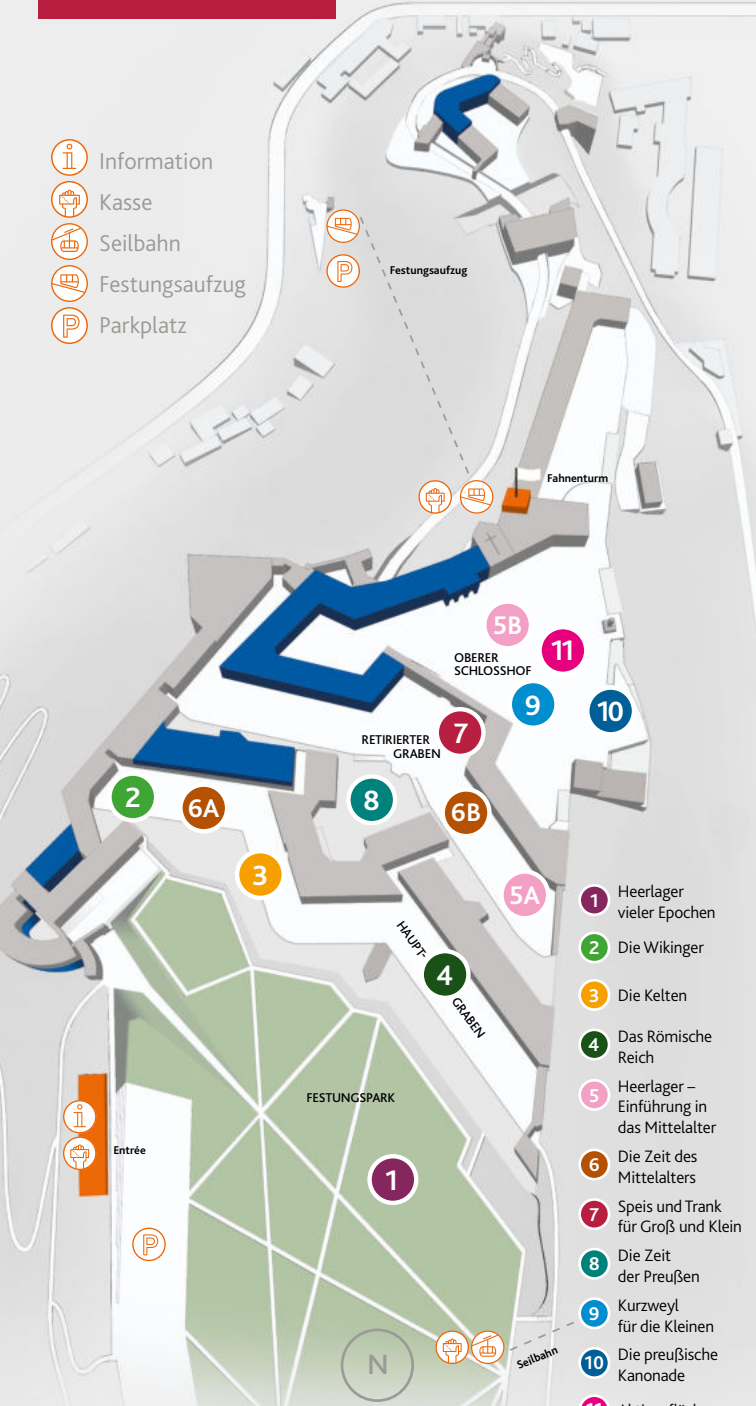 Information
Kasse
Seilbahn
Festungsaufzug
P Parkplatz
P
Festungsaufzug
Fahnenturm
5B
11
OBERER
SCHLOSSHOF
9
10
7
RETIRIERTER
GRABEN
2
6A
8
6B
3
5A
HAUPT-
4
GRABEN
FESTUNGSPARK
1
i
Entrée
P
N
Seilbahn
1 Heerlager
vieler Epochen
2 Die Wikinger
3 Die Kelten
4 Das Römische
Reich
5 Heerlager –
Einführung in
das Mittelalter
6 Die Zeit des
Mittelalters
7 Speis und Trank
für Groß und Klein
8 Die Zeit
der Preußen
9 Kurzweyl
für die Kleinen
10 Die preußische
Kanonade
11